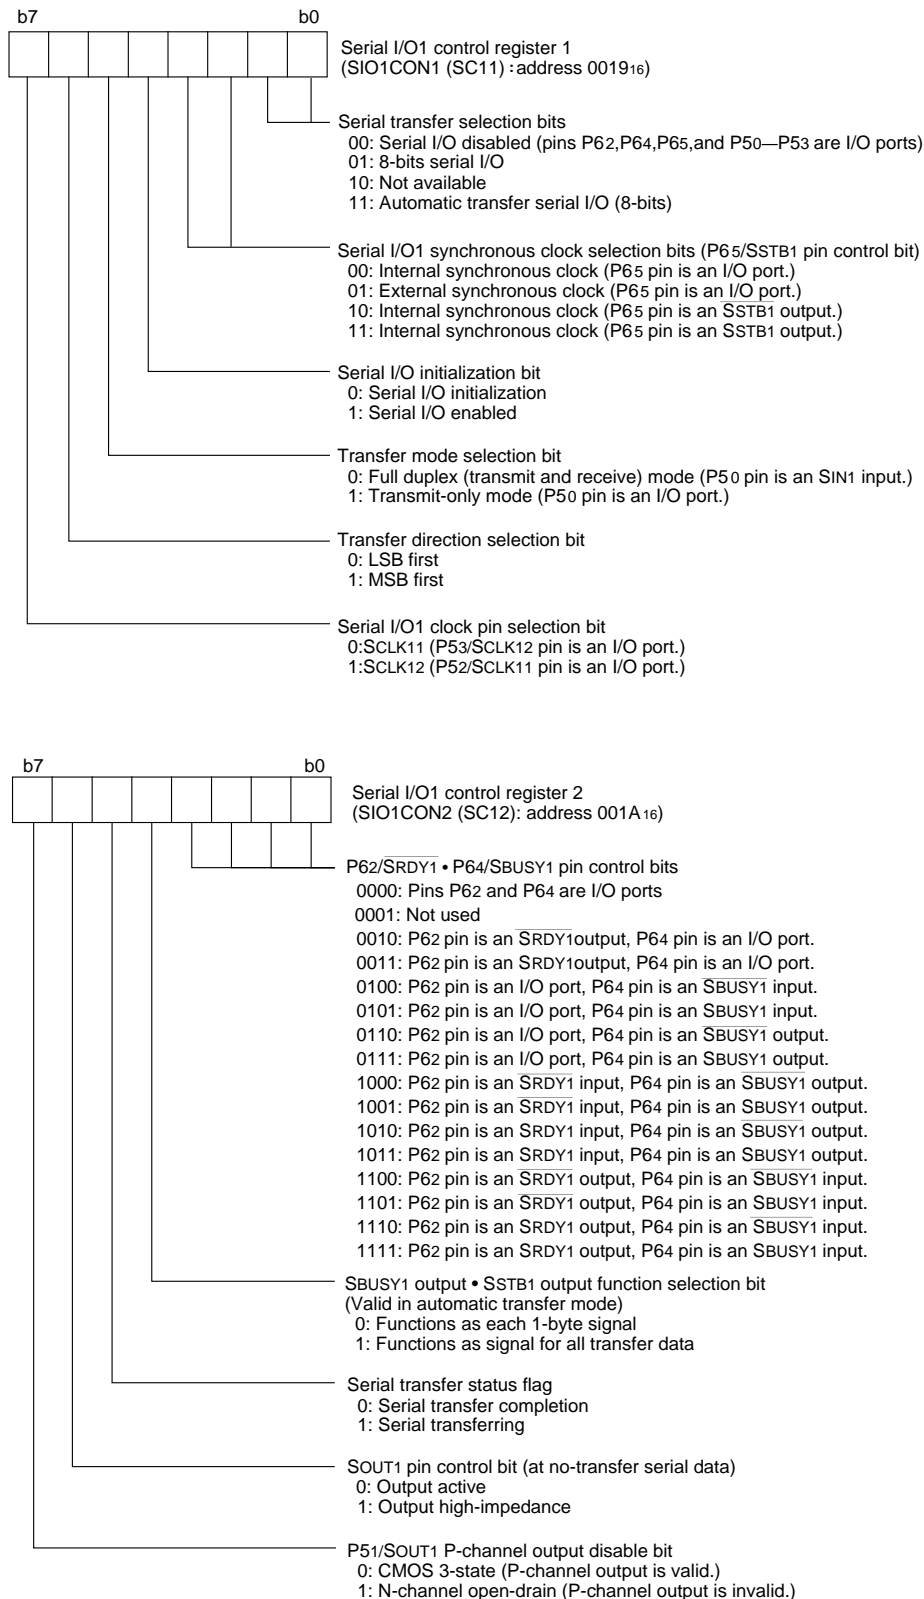 b7 b0
Serial I/O1 control register 1
(SIO1CON1 (SC11) : address 001916)
Serial transfer selection bits
00: Serial I/O disabled (pins P62,P64,P65,and P50—P53 are I/O ports)
01: 8-bits serial I/O
10: Not available
11: Automatic transfer serial I/O (8-bits)
Serial I/O1 synchronous clock selection bits (P65/SSTB1 pin control bit)
00: Internal synchronous clock (P65 pin is an I/O port.)
01: External synchronous clock (P65 pin is an I/O port.)
10: Internal synchronous clock (P65 pin is an S̅S̅T̅B̅1̅ output.)
11: Internal synchronous clock (P65 pin is an SSTB1 output.)
Serial I/O initialization bit
0: Serial I/O initialization
1: Serial I/O enabled
Transfer mode selection bit
0: Full duplex (transmit and receive) mode (P50 pin is an SIN1 input.)
1: Transmit-only mode (P50 pin is an I/O port.)
Transfer direction selection bit
0: LSB first
1: MSB first
Serial I/O1 clock pin selection bit
0:SCLK11 (P53/SCLK12 pin is an I/O port.)
1:SCLK12 (P52/SCLK11 pin is an I/O port.)
b7 b0
Serial I/O1 control register 2
(SIO1CON2 (SC12): address 001A16)
P62/S̅R̅D̅Y̅1̅ • P64/SBUSY1 pin control bits
0000: Pins P62 and P64 are I/O ports
0001: Not used
0010: P62 pin is an S̅R̅D̅Y̅1̅output, P64 pin is an I/O port.
0011: P62 pin is an SRDY1output, P64 pin is an I/O port.
0100: P62 pin is an I/O port, P64 pin is an S̅B̅U̅S̅Y̅1̅ input.
0101: P62 pin is an I/O port, P64 pin is an SBUSY1 input.
0110: P62 pin is an I/O port, P64 pin is an S̅B̅U̅S̅Y̅1̅ output.
0111: P62 pin is an I/O port, P64 pin is an SBUSY1 output.
1000: P62 pin is an S̅R̅D̅Y̅1̅ input, P64 pin is an S̅B̅U̅S̅Y̅1̅ output.
1001: P62 pin is an S̅R̅D̅Y̅1̅ input, P64 pin is an SBUSY1 output.
1010: P62 pin is an SRDY1 input, P64 pin is an S̅B̅U̅S̅Y̅1̅ output.
1011: P62 pin is an SRDY1 input, P64 pin is an SBUSY1 output.
1100: P62 pin is an S̅R̅D̅Y̅1̅ output, P64 pin is an S̅B̅U̅S̅Y̅1̅ input.
1101: P62 pin is an S̅R̅D̅Y̅1̅ output, P64 pin is an SBUSY1 input.
1110: P62 pin is an SRDY1 output, P64 pin is an S̅B̅U̅S̅Y̅1̅ input.
1111: P62 pin is an SRDY1 output, P64 pin is an SBUSY1 input.
SBUSY1 output • SSTB1 output function selection bit
(Valid in automatic transfer mode)
0: Functions as each 1-byte signal
1: Functions as signal for all transfer data
Serial transfer status flag
0: Serial transfer completion
1: Serial transferring
SOUT1 pin control bit (at no-transfer serial data)
0: Output active
1: Output high-impedance
P51/SOUT1 P-channel output disable bit
0: CMOS 3-state (P-channel output is valid.)
1: N-channel open-drain (P-channel output is invalid.)